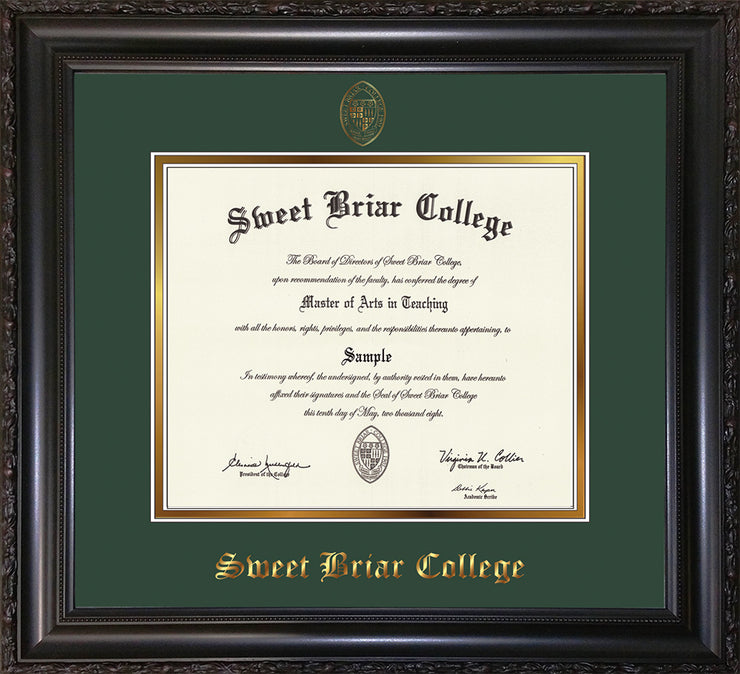 Sweet Briar College
The Board of Directors of Sweet Briar College,
upon recommendation of the faculty, has conferred the degree of
Master of Arts in Teaching
with all the honors, rights, privileges, and the responsibilities thereunto appertaining, to
Sample
In testimony whereof, the undersigned, by authority vested in them, have hereunto
affixed their signatures and the Seal of Sweet Briar College
this tenth day of May, two thousand eight.
Virginia U. Collier
President of the College
Chairman of the Board
Academic Scribe
Sweet Briar College